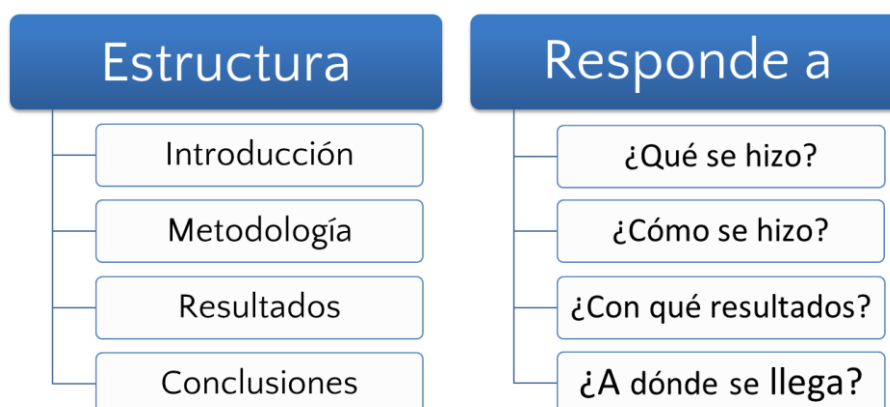 Estructura
Introducción
Metodología
Resultados
Conclusiones
Responde a
¿Qué se hizo?
¿Cómo se hizo?
¿Con qué resultados?
¿A dónde se llega?